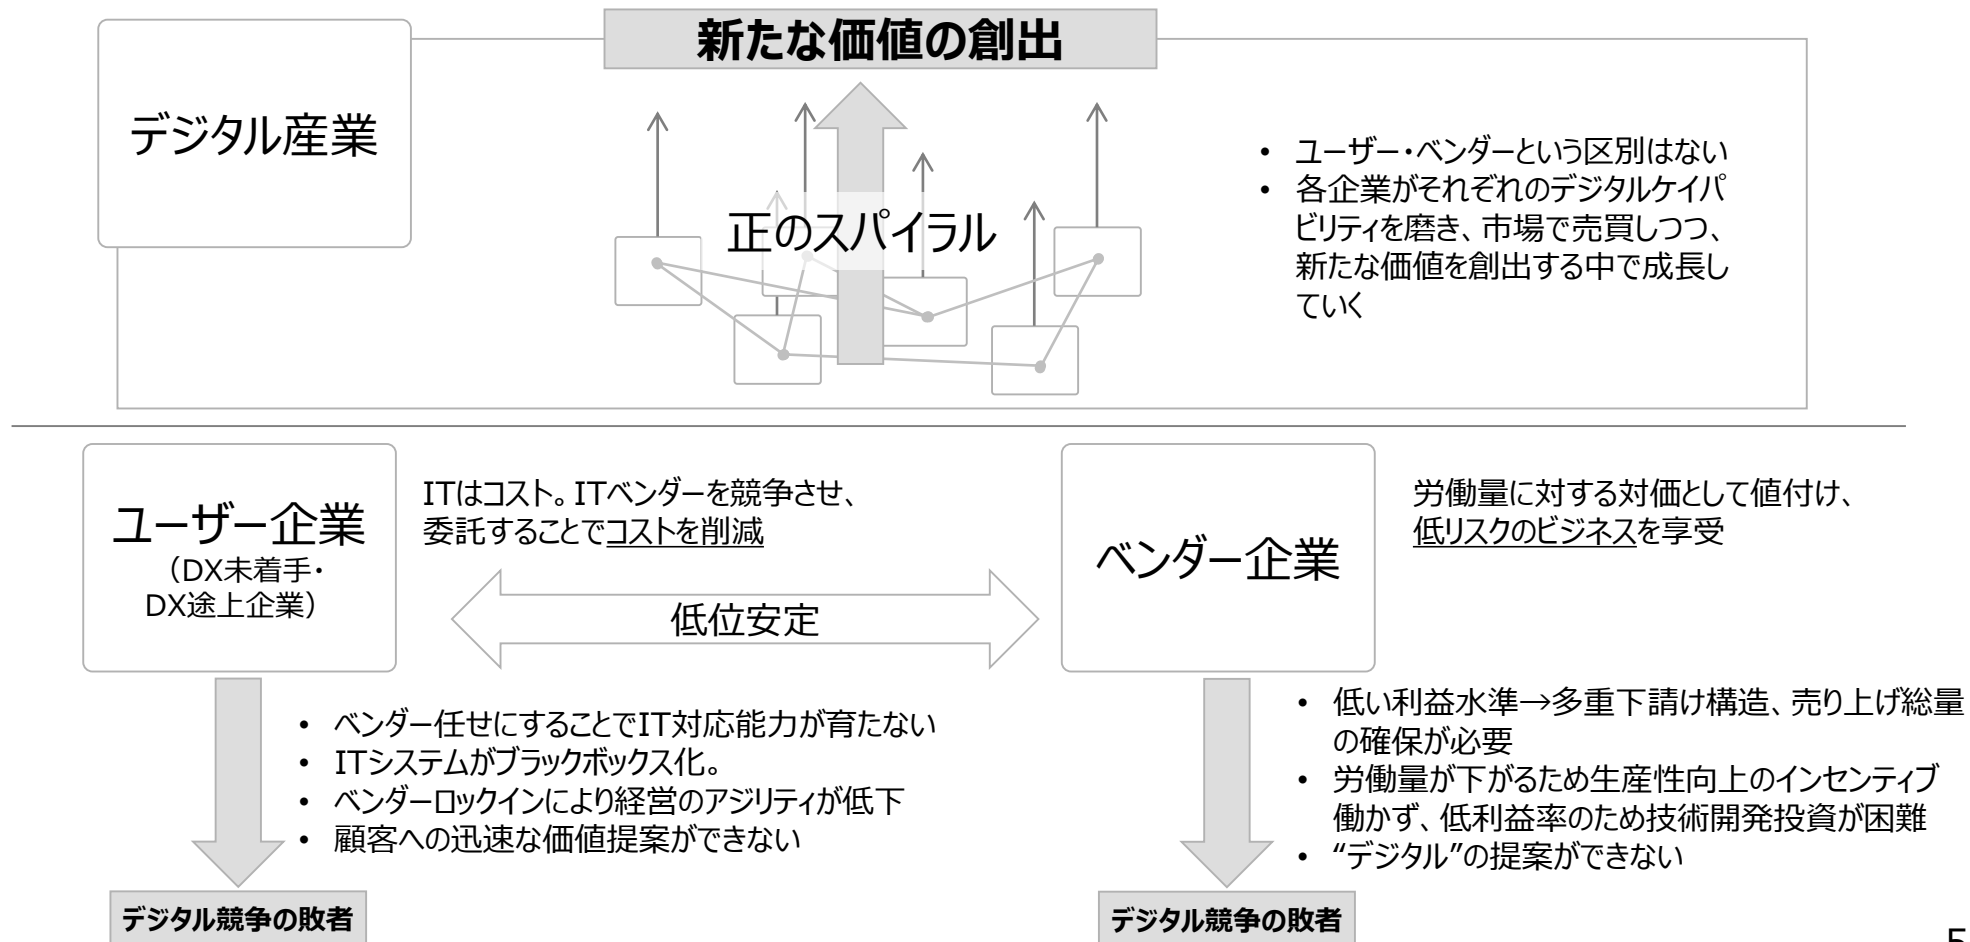 新たな価値の創出
デジタル産業
正のスパイラル
• ユーザー・ベンダーという区別はない
• 各企業がそれぞれのデジタルケイパ
ビリティを磨き、市場で売買しつつ、
新たな価値を創出する中で成長し
ていく
ユーザー企業
（DX未着手・
DX途上企業）
ITはコスト。ITベンダーを競争させ、
委託することでコストを削減
低位安定
ベンダー企業
労働量に対する対価として値付け、
低リスクのビジネスを享受
• ベンダー任せにすることでIT対応能力が育たない
• ITシステムがブラックボックス化。
• ベンダーロックインにより経営のアジリティが低下
• 顧客への迅速な価値提案ができない
デジタル競争の敗者
• 低い利益水準→多重下請け構造、売り上げ総量
の確保が必要
• 労働量が下がるため生産性向上のインセンティブ
働かず、低利益率のため技術開発投資が困難
• “デジタル”の提案ができない
デジタル競争の敗者